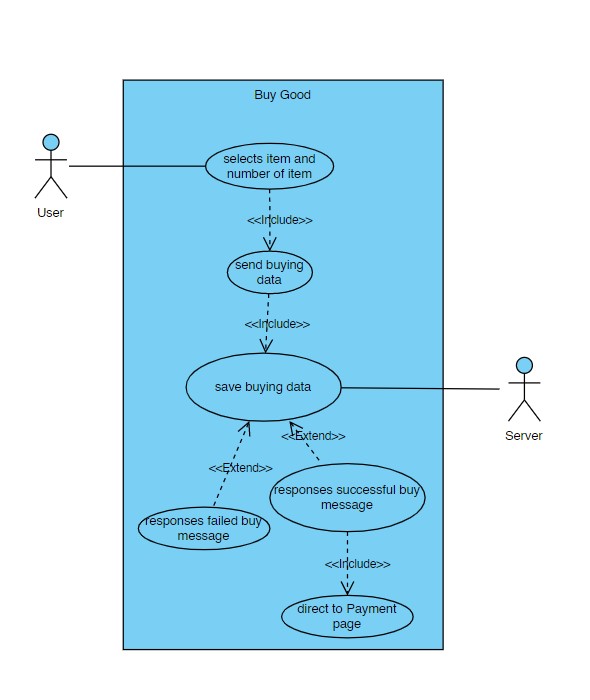 Buy Good
selects item and
number of item
User
<<Include>>
send buying
data
<<Include>>
save buying data
Server
<<Extend>>
<<Extend>>
responses successful buy
message
responses failed buy
message
<<Include>>
direct to Payment
page